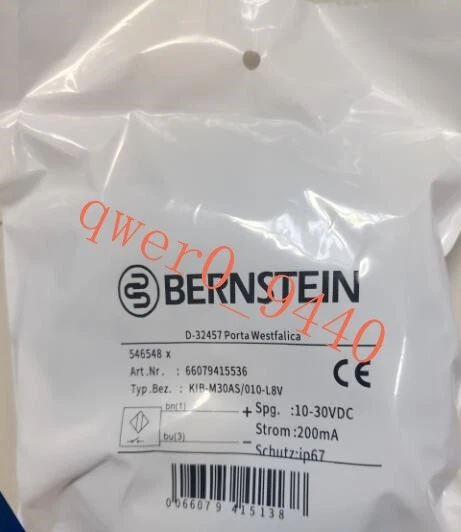 qwer0_9440
BERNSTEIN
D-32457 Porta Westfalica
546548 x
Art.Nr. : 66079415536
Typ.Bez. : KIB-M30AS/010-L8V
CE
bn(1) + Spg. :10-30VDC
bu(3) − Strom:200mA
Schutz:ip67
0066079 415138